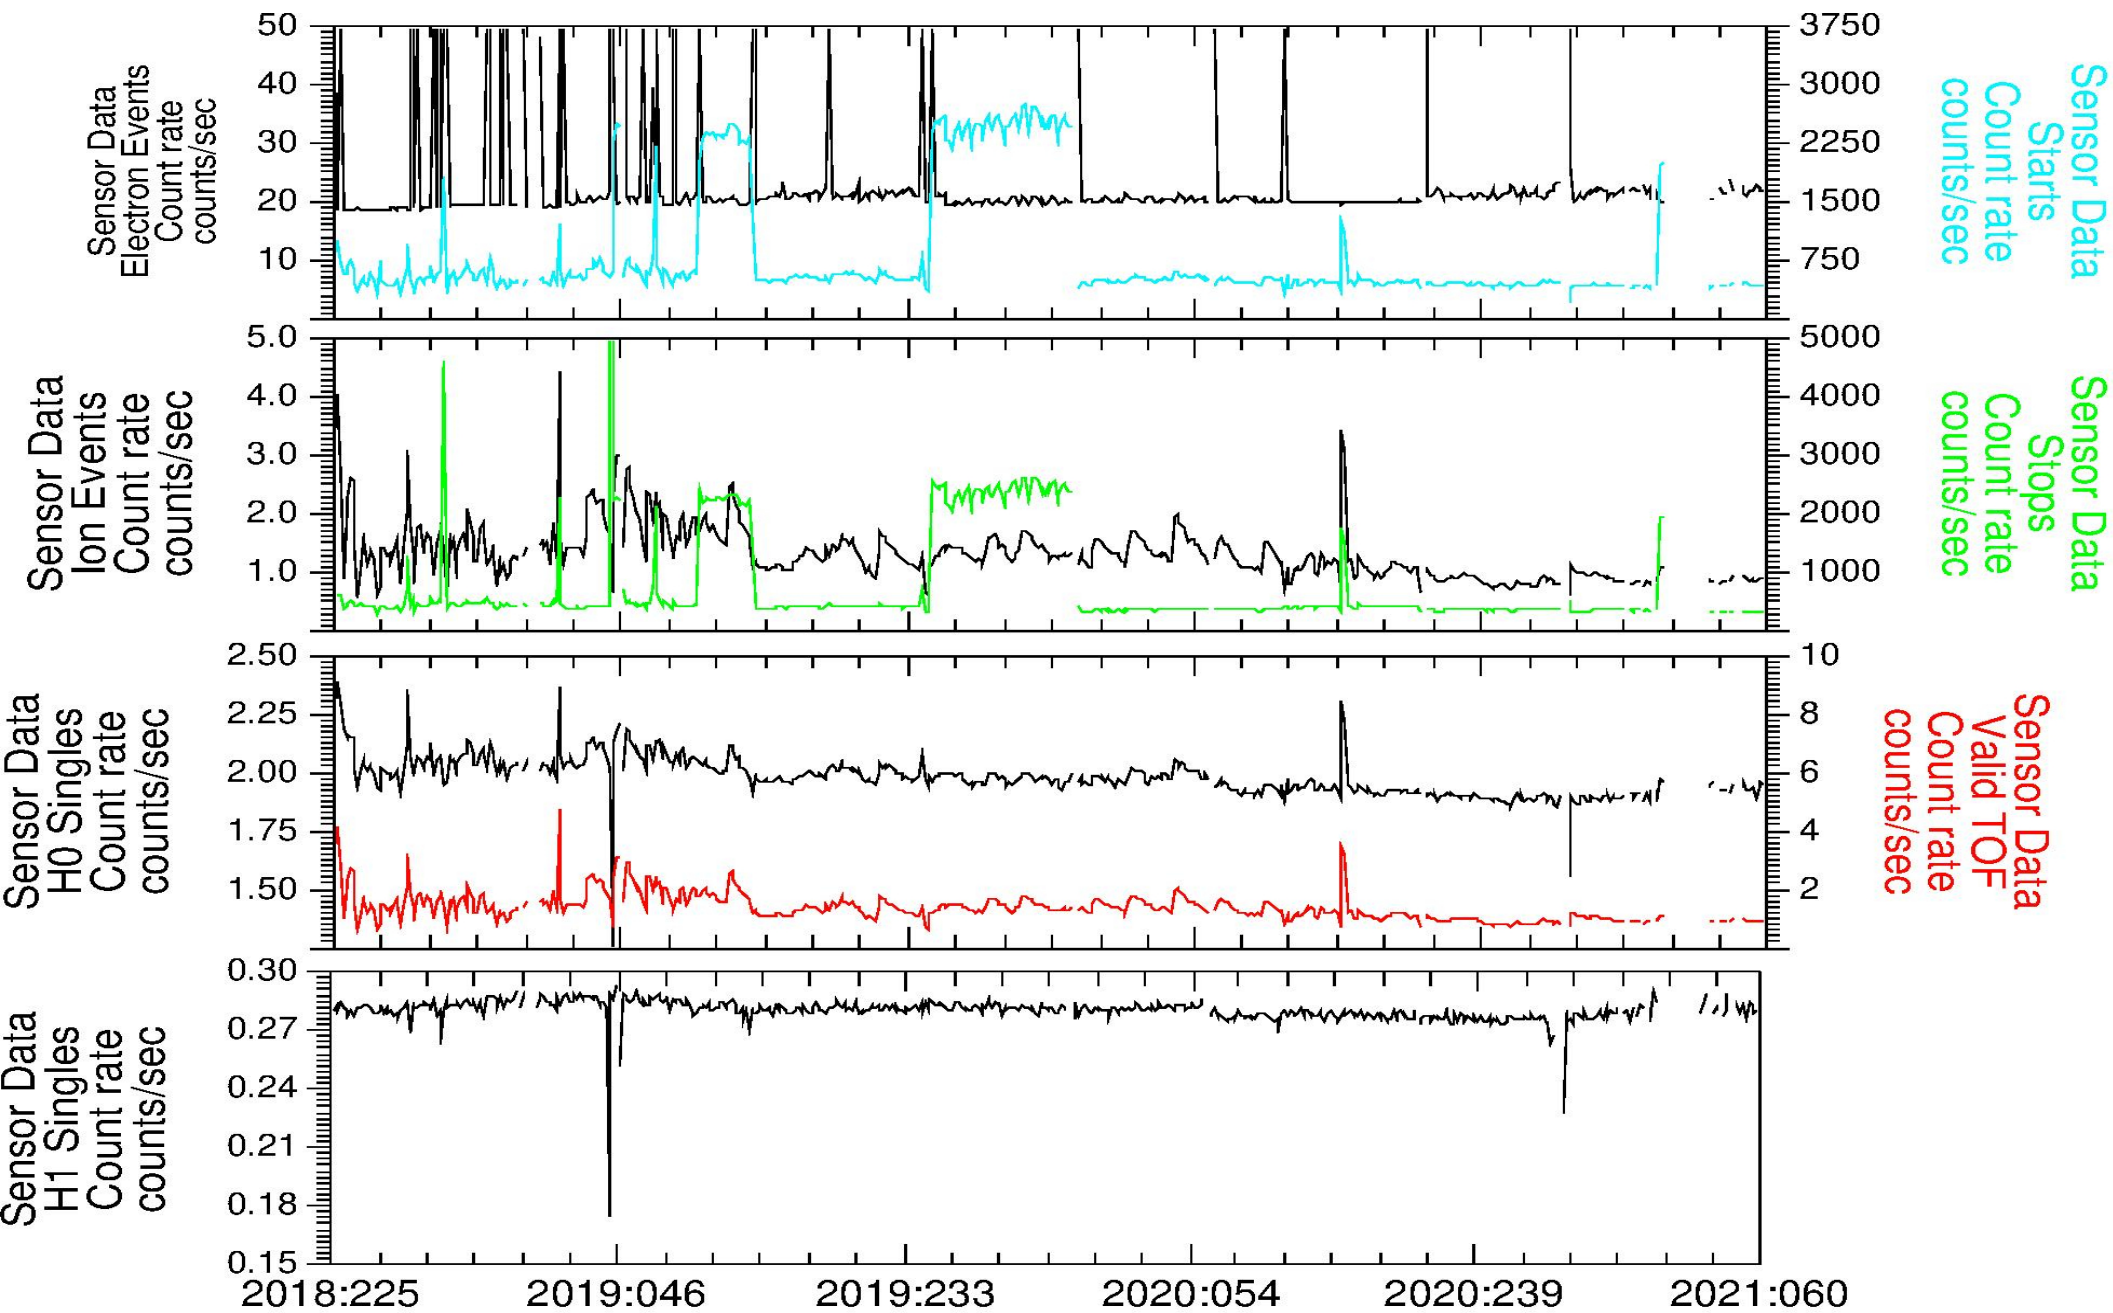 Sensor Data
Electron Events
Count rate
counts/sec
50
40
30
20
10
3750
3000
2250
1500
750
Sensor Data
Starts
Count rate
counts/sec
Sensor Data
Ion Events
Count rate
counts/sec
5.0
4.0
3.0
2.0
1.0
5000
4000
3000
2000
1000
Sensor Data
Stops
Count rate
counts/sec
Sensor Data
H0 Singles
Count rate
counts/sec
2.50
2.25
2.00
1.75
1.50
10
8
6
4
2
Sensor Data
Valid TOF
Count rate
counts/sec
Sensor Data
H1 Singles
Count rate
counts/sec
0.30
0.27
0.24
0.21
0.18
0.15
2018:225 2019:046 2019:233 2020:054 2020:239 2021:060